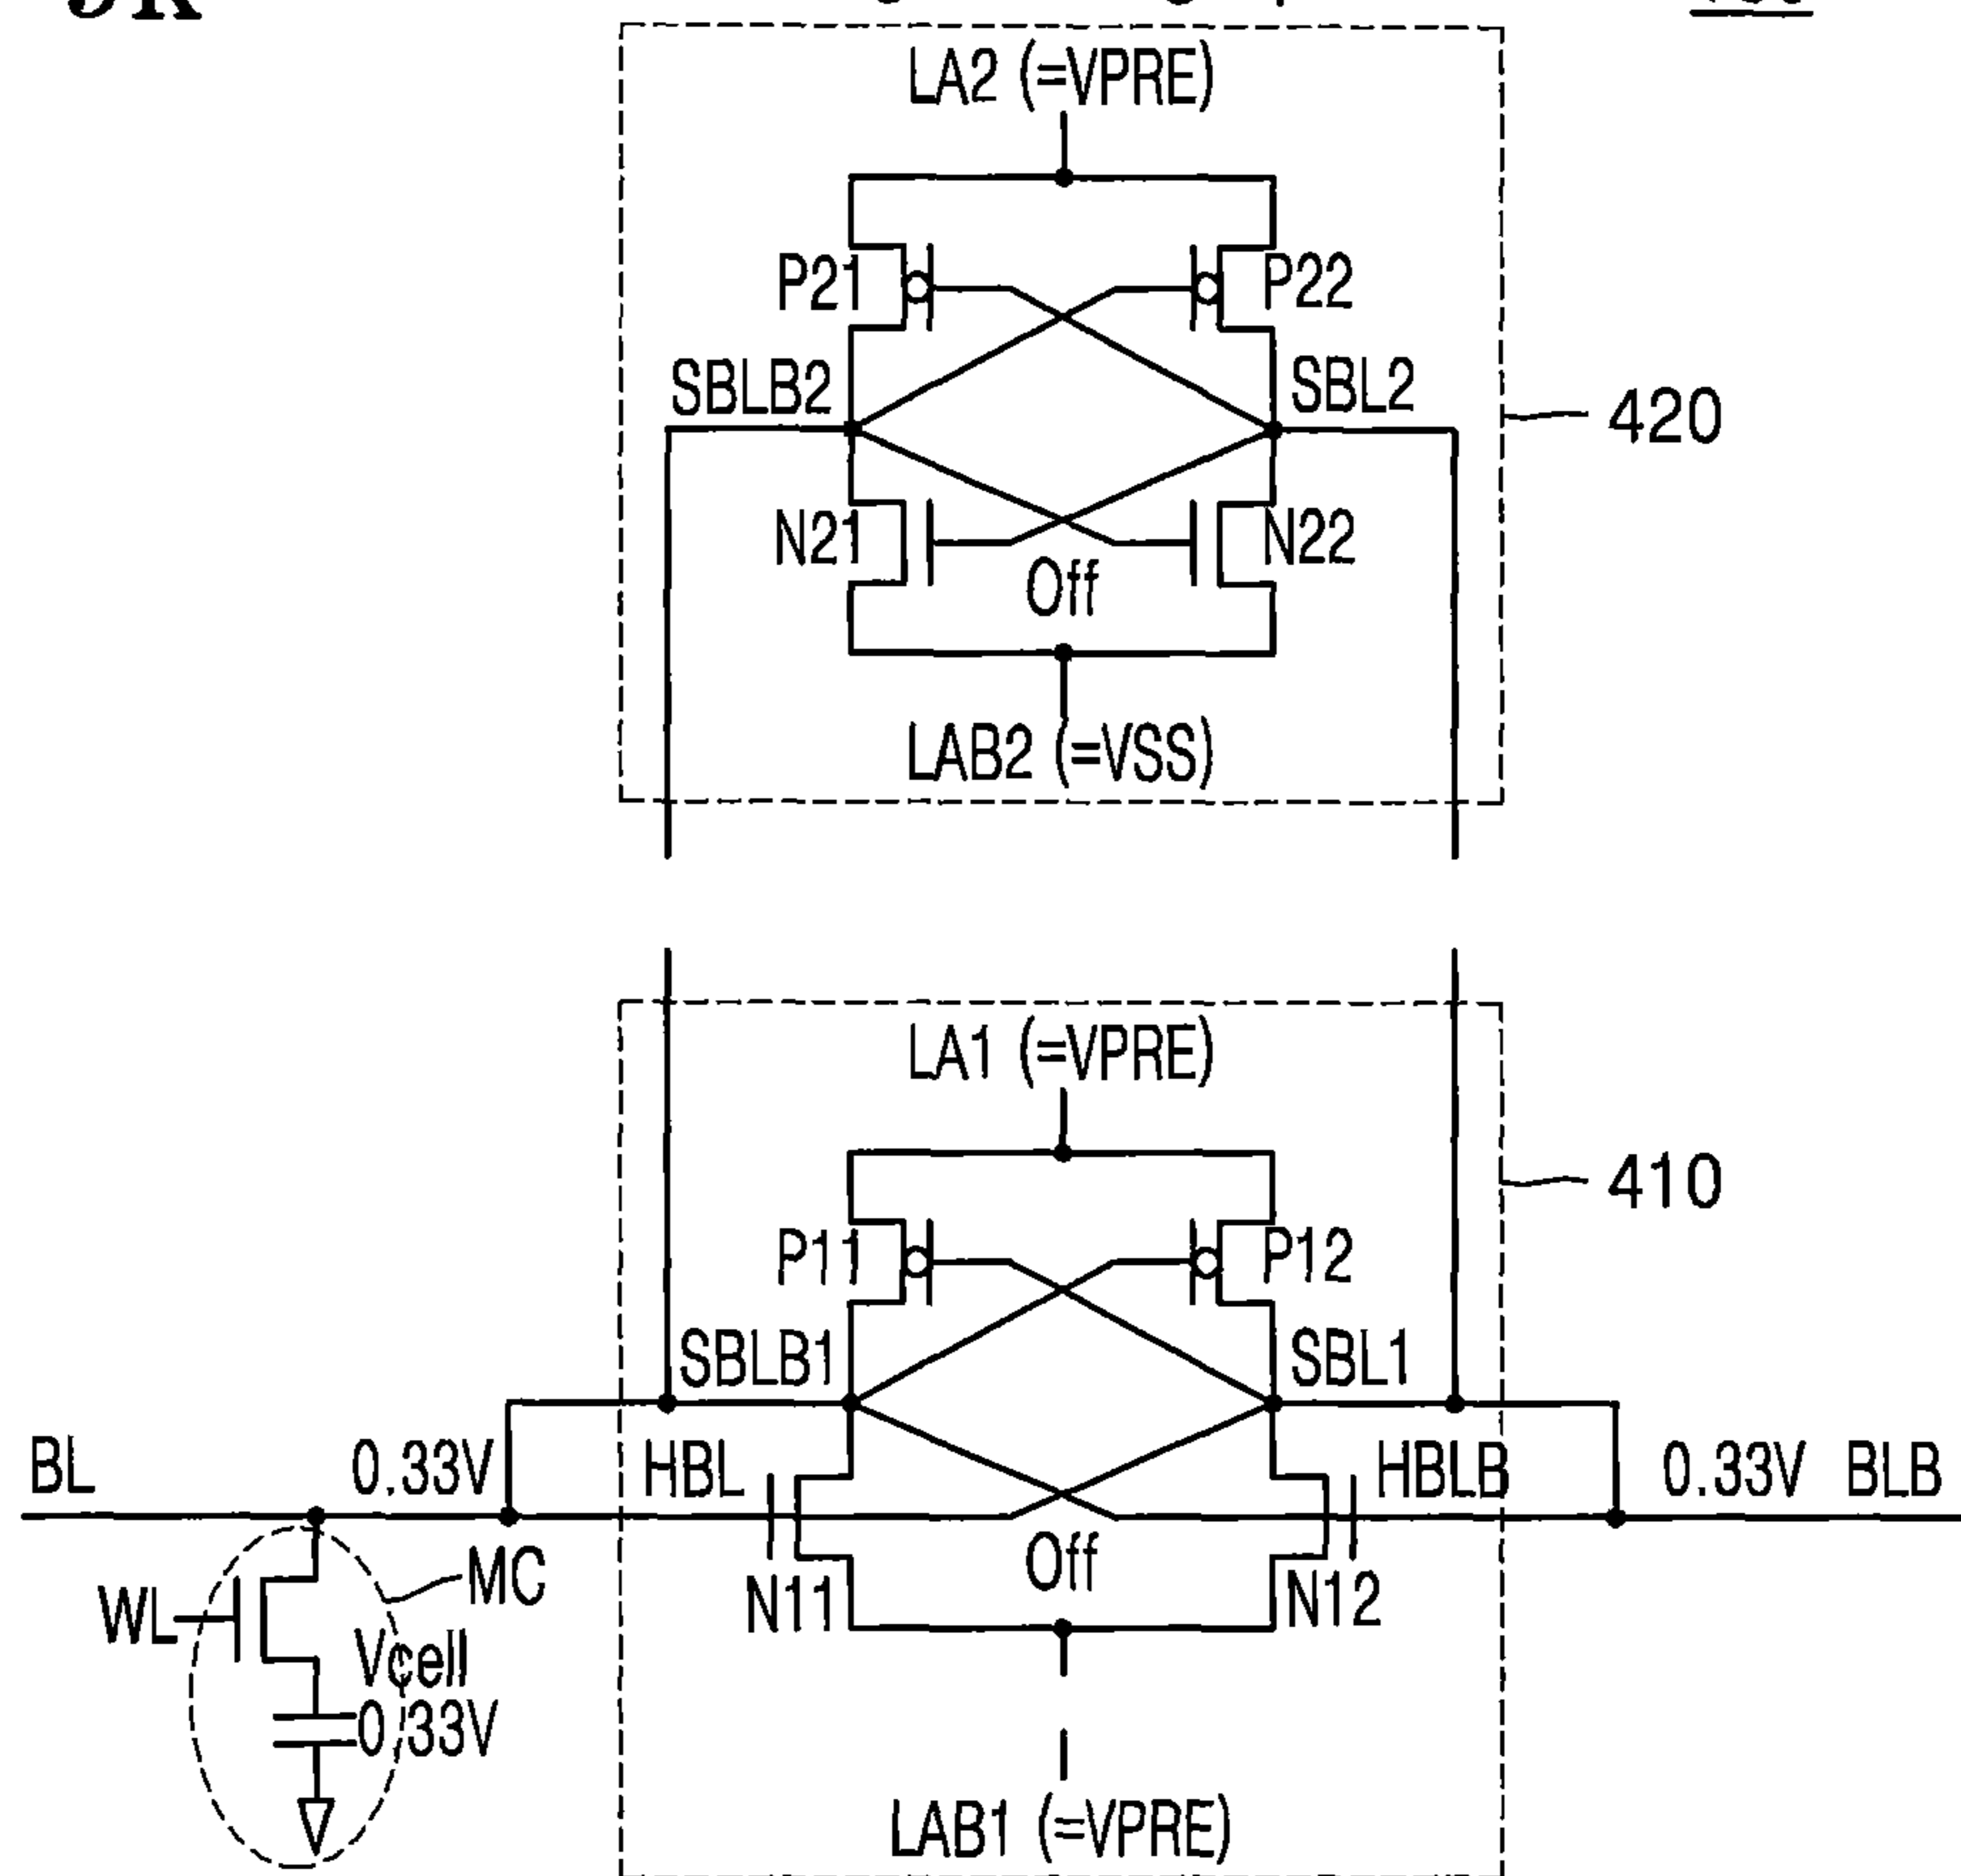 LA2 (=VPRE)
P21
P22
SBLB2
SBL2
420
N21
N22
Off
LAB2 (=VSS)
LA1 (=VPRE)
410
P11
P12
SBLB1
SBL1
BL
0.33V
HBL
HBLB
0.33V
BLB
Off
MC
N11
N12
WL
Vcell
0.33V
LAB1 (=VPRE)